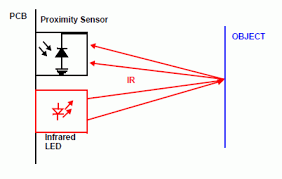 PCB
Proximity Sensor
OBJECT
IR
Infrared
LED